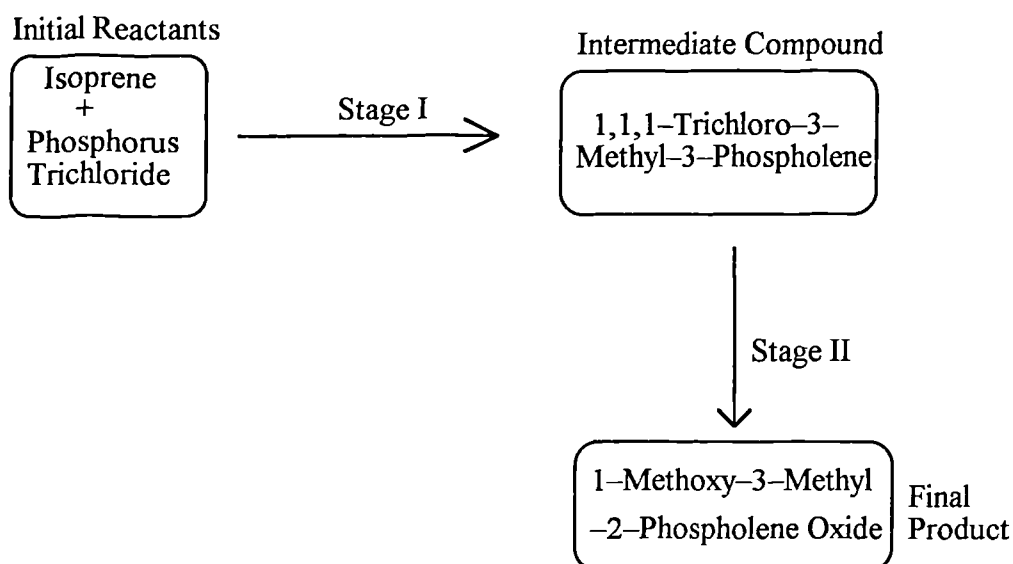 Initial Reactants
Isoprene
+
Phosphorus
Trichloride
Stage I
Intermediate Compound
1,1,1–Trichloro–3–
Methyl–3–Phospholene
Stage II
1–Methoxy–3–Methyl
–2–Phospholene Oxide
Final
Product